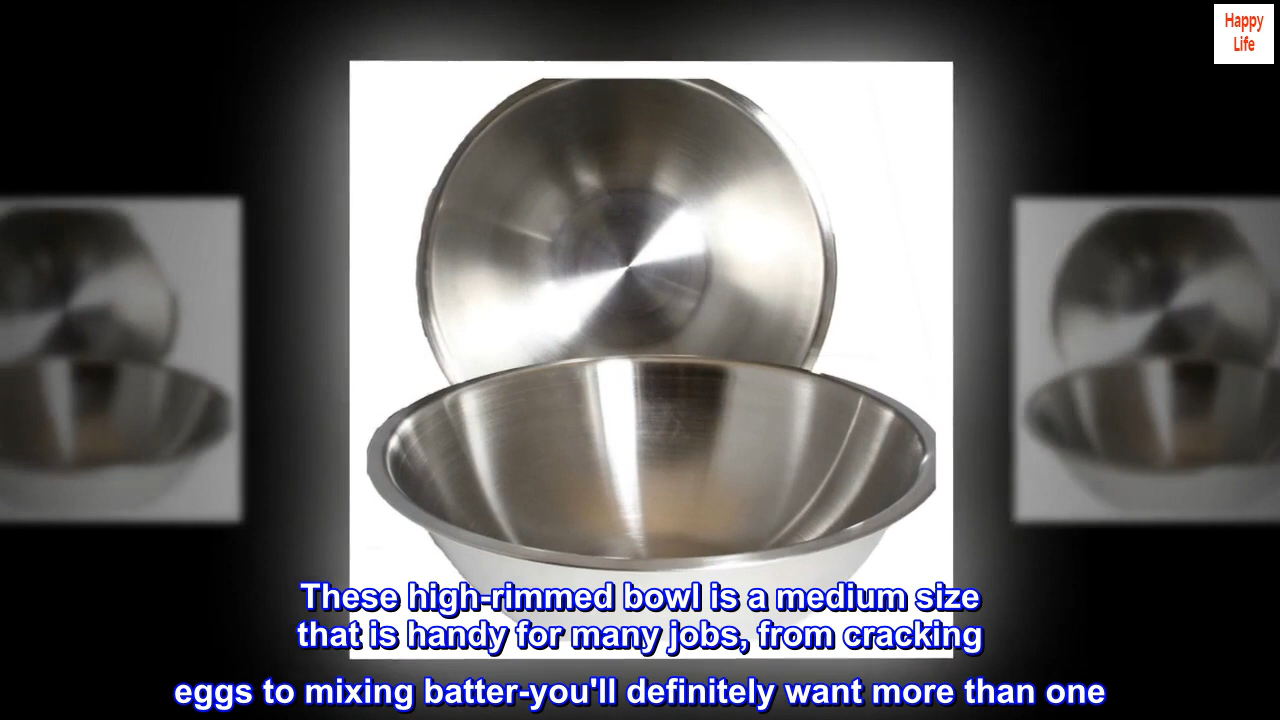 Happy
Life
These high-rimmed bowl is a medium size
that is handy for many jobs, from cracking
eggs to mixing batter-you'll definitely want more than one